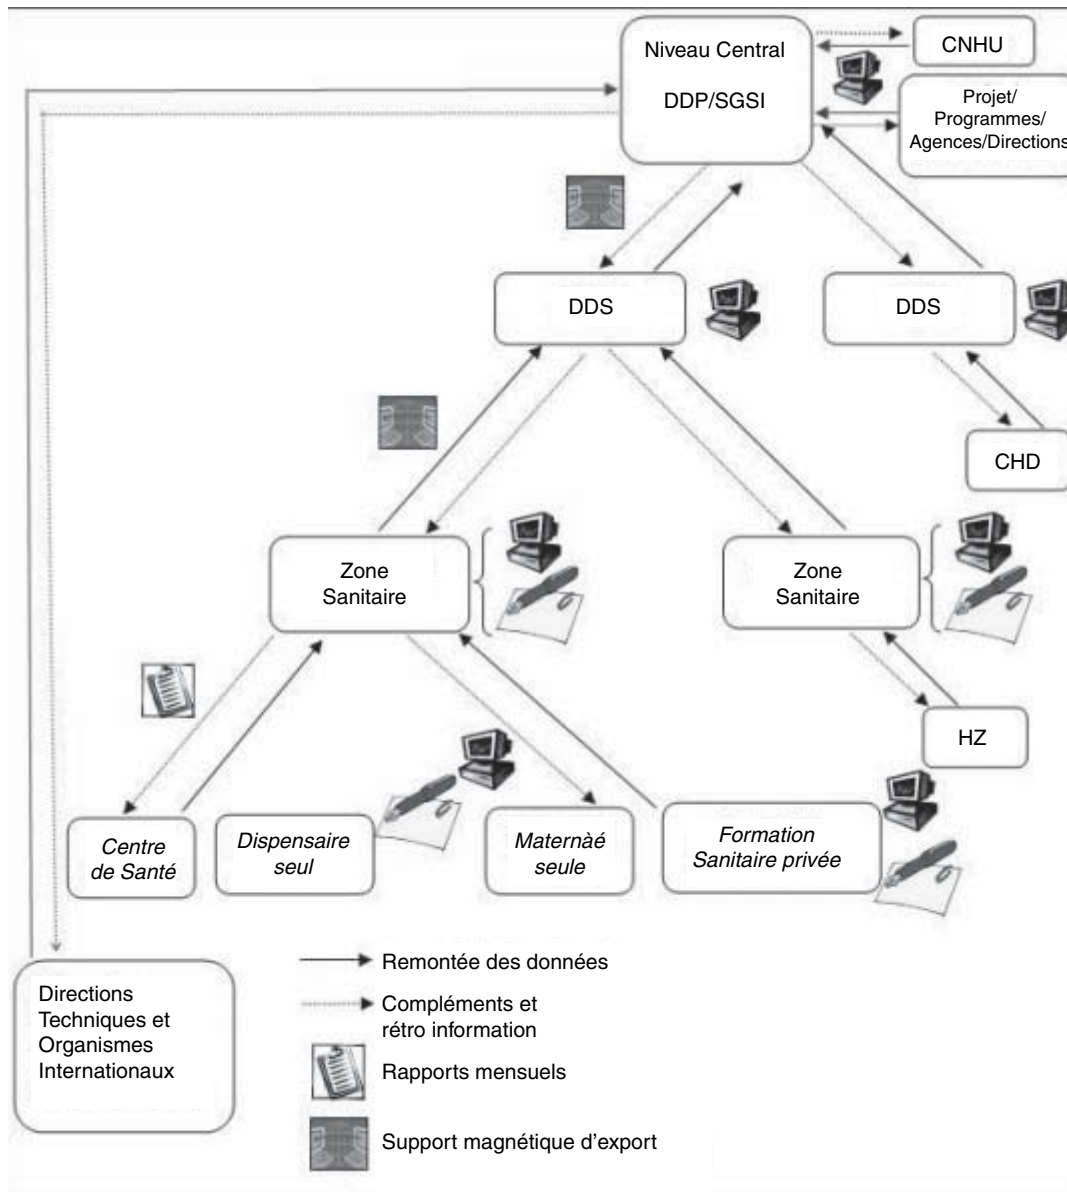 Niveau Central
DDP/SGSI
CNHU
Projet/
Programmes/
Agences/Directions
DDS
DDS
CHD
Zone
Sanitaire
Zone
Sanitaire
HZ
Centre
de Santé
Dispensaire
seul
Maternàé
seule
Formation
Sanitaire privée
Directions
Techniques et
Organismes
Internationaux
Remontée des données
Compléments et
rétro information
Rapports mensuels
Support magnétique d'export